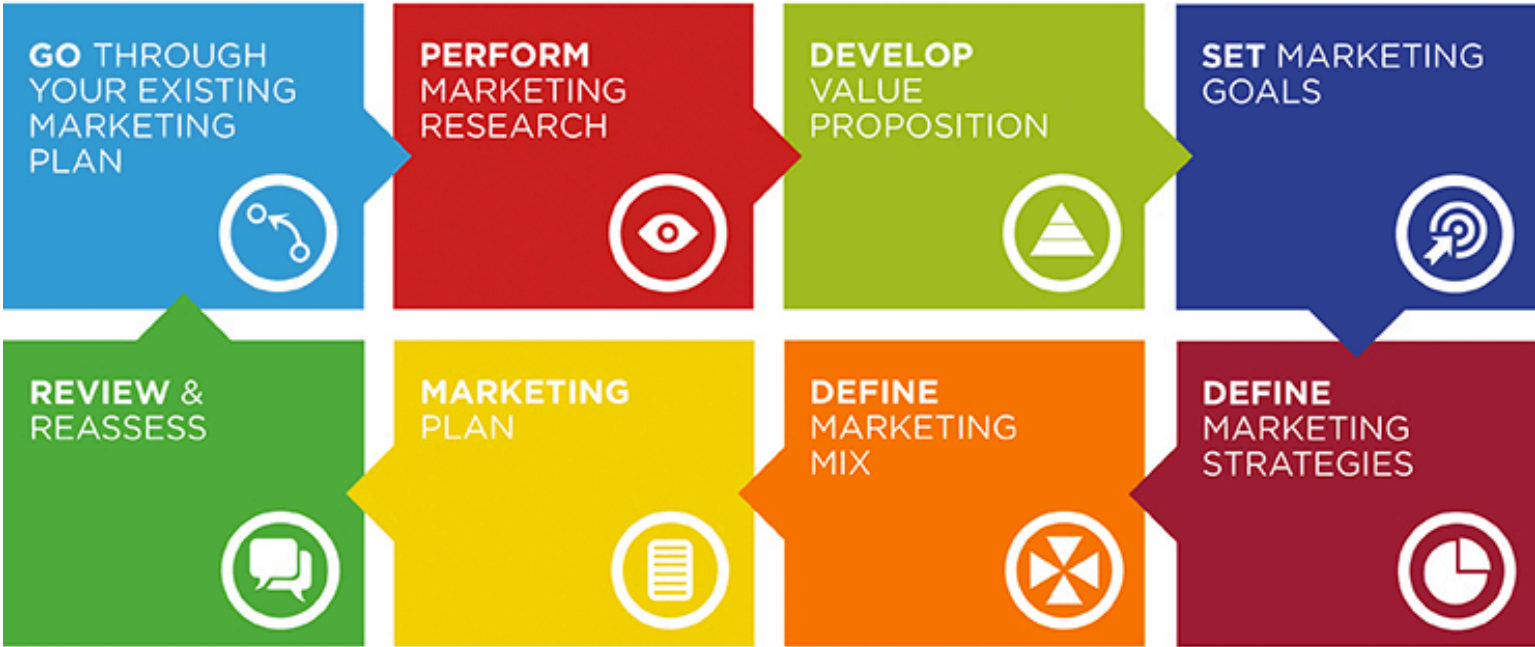 GO THROUGH
YOUR EXISTING
MARKETING
PLAN
PERFORM
MARKETING
RESEARCH
DEVELOP
VALUE
PROPOSITION
SET MARKETING
GOALS
DEFINE
MARKETING
STRATEGIES
DEFINE
MARKETING
MIX
MARKETING
PLAN
REVIEW &
REASSESS